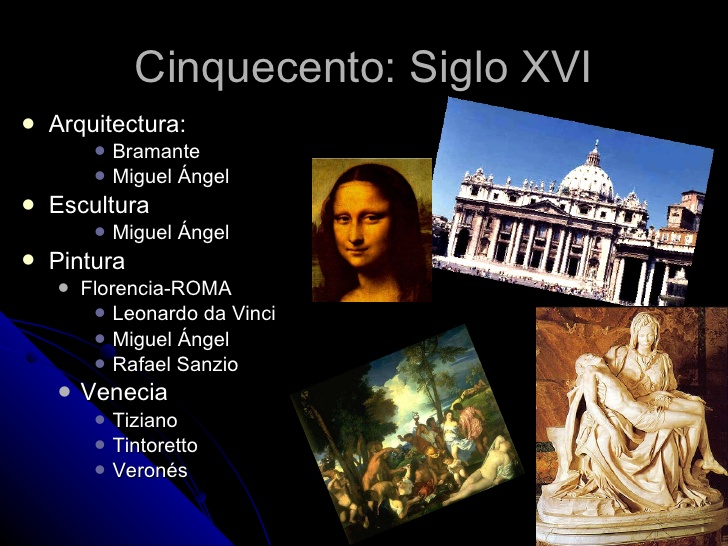 Cinquecento: Siglo XVI
Arquitectura:
Bramante
Miguel Ángel
Escultura
Miguel Ángel
Pintura
Florencia-ROMA
Leonardo da Vinci
Miguel Ángel
Rafael Sanzio
Venecia
Tiziano
Tintoretto
Veronés